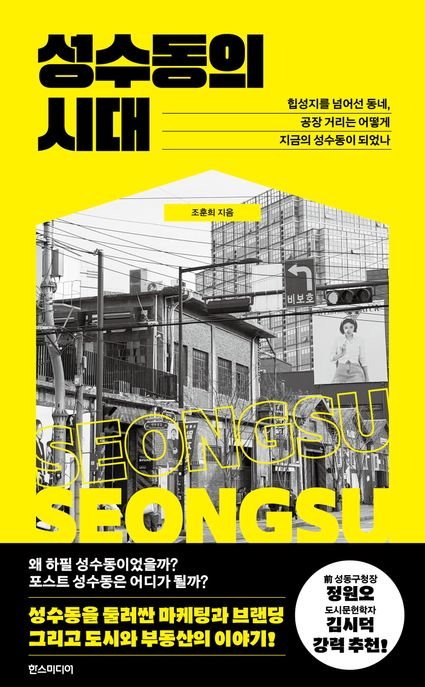 성수동의
시대
힙성지를 넘어선 동네,
공장 거리는 어떻게
지금의 성수동이 되었나
조훈희 지음
비보호
SEONGSU
SEONGSU
왜 하필 성수동이었을까?
포스트 성수동은 어디가 될까?
성수동을 둘러싼 마케팅과 브랜딩
그리고 도시와 부동산의 이야기!
前 성동구청장
정원오
도시문헌학자
김시덕
강력 추천!
한스미디어